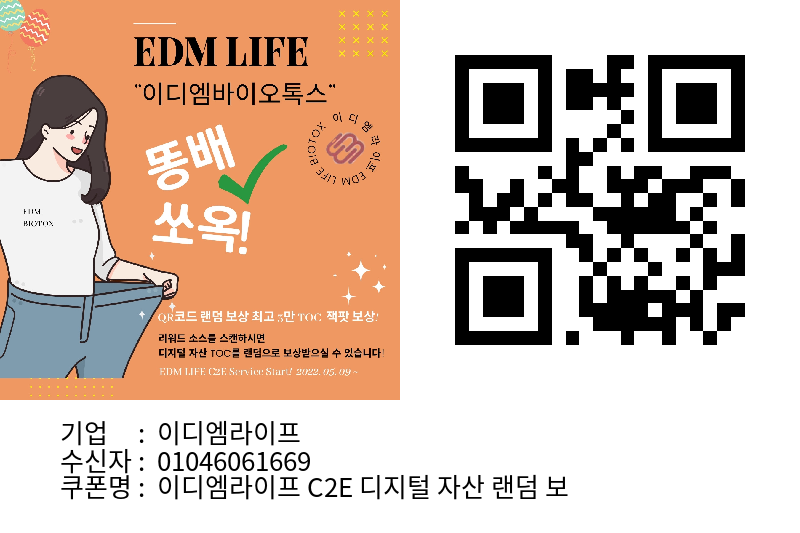 EDM LIFE
"이디엠바이오톡스"
이디엠라이프 EDM LIFE BIOTOX
똥배
쏘옥!
EDM
BIOTOX
QR코드 랜덤 보상 최고 5만 TOC 잭팟 보상!
리워드 소스를 스캔하시면
디지털 자산 TOC를 랜덤으로 보상받으실 수 있습니다!
EDM LIFE C2E Service Start! 2022. 05. 09 ~
기업 : 이디엠라이프
수신자 : 01046061669
쿠폰명 : 이디엠라이프 C2E 디지털 자산 랜덤 보